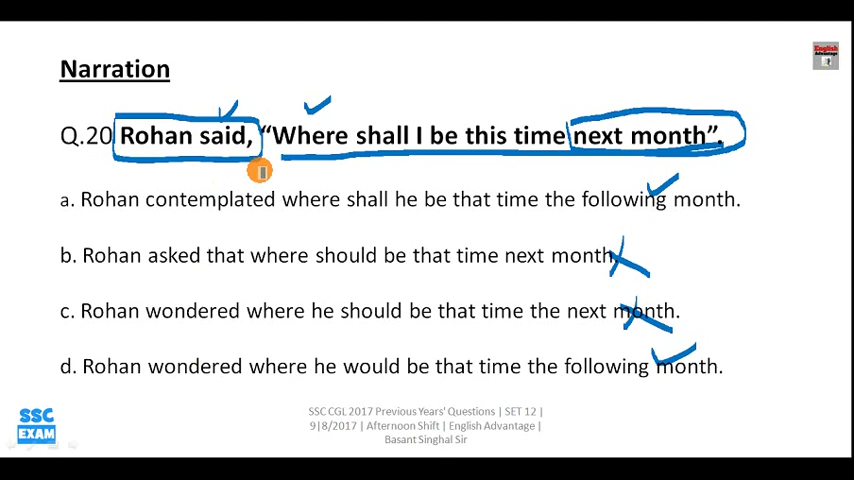 English
Advantage
Narration
Q.20 Rohan said, “Where shall I be this time next month”.
a. Rohan contemplated where shall he be that time the following month.
b. Rohan asked that where should be that time next month.
c. Rohan wondered where he should be that time the next month.
d. Rohan wondered where he would be that time the following month.
SSC
EXAM
SSC CGL 2017 Previous Years' Questions | SET 12 |
9|8/2017 | Afternoon Shift | English Advantage |
Basant Singhal Sir